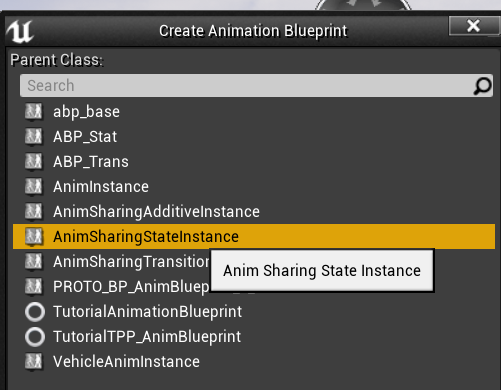 Create Animation Blueprint
Parent Class:
Search
abp_base
ABP_Stat
ABP_Trans
AnimInstance
AnimSharingAdditiveInstance
AnimSharingStateInstance
AnimSharingTransition
Anim Sharing State Instance
PROTO_BP_AnimBluep
TutorialAnimationBlueprint
TutorialTPP_AnimBlueprint
VehicleAnimInstance